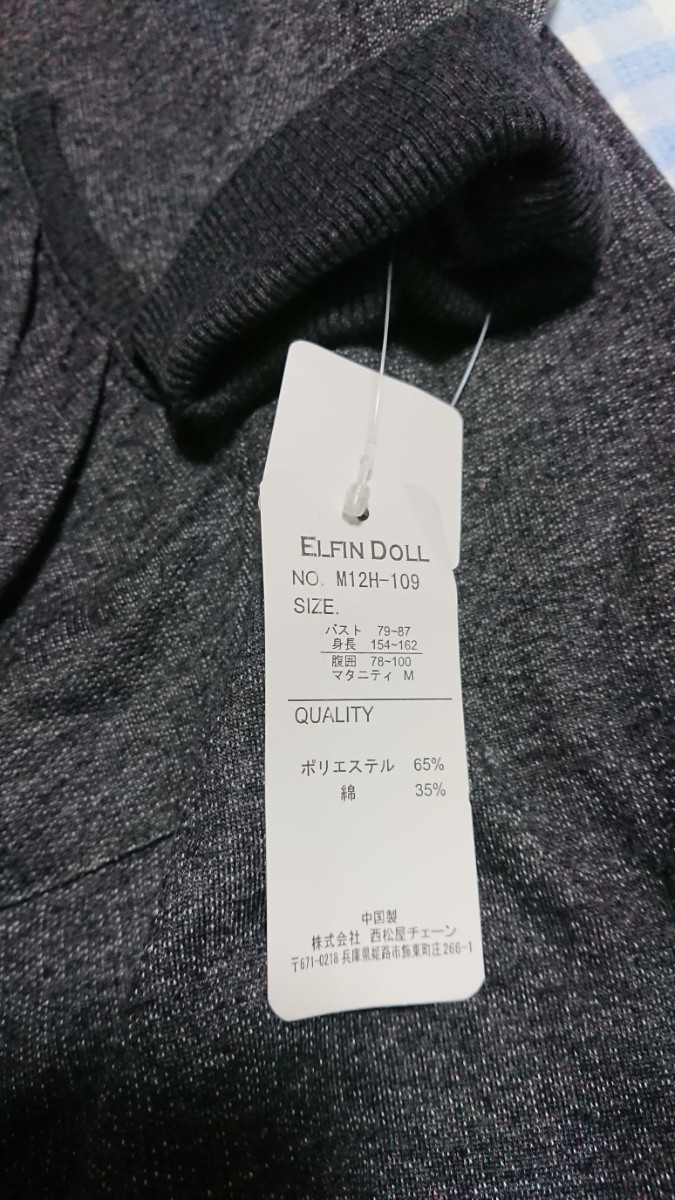 ELFIN DOLL
NO. M12H-109
SIZE.
バスト 79~87
身長 154~162
腹囲 78~100
マタニティ M
QUALITY
ポリエステル 65%
綿 35%
中国製
株式会社 西松屋チェーン
〒671-0218 兵庫県姫路市飾東町庄266-1